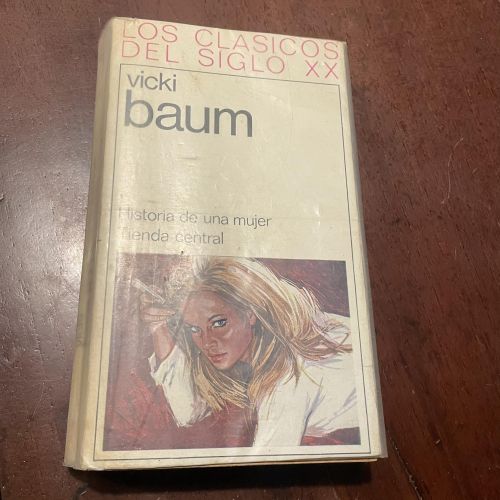 LOS CLASICOS
DEL SIGLO XX
vicki
baum
Historia de una mujer
Tienda central